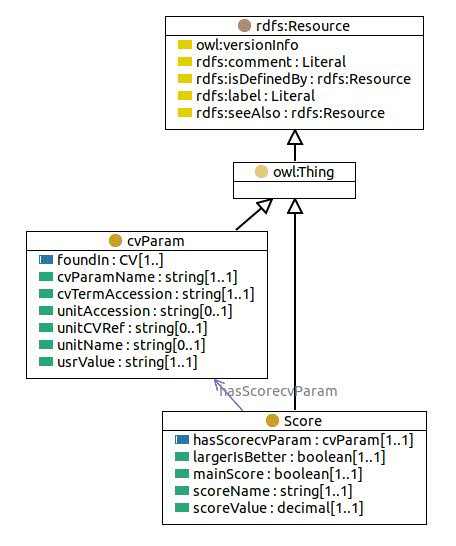 rdfs:Resource
owl:versionInfo
rdfs:comment : Literal
rdfs:isDefinedBy : rdfs:Resource
rdfs:label : Literal
rdfs:seeAlso : rdfs:Resource
owl:Thing
cvParam
foundIn : CV[1..]
cvParamName : string[1..1]
cvTermAccession : string[1..1]
unitAccession : string[0..1]
unitCVRef : string[0..1]
unitName : string[0..1]
usrValue : string[1..1]
hasScorecvParam
Score
hasScorecvParam : cvParam[1..1]
largerIsBetter : boolean[1..1]
mainScore : boolean[1..1]
scoreName : string[1..1]
scoreValue : decimal[1..1]